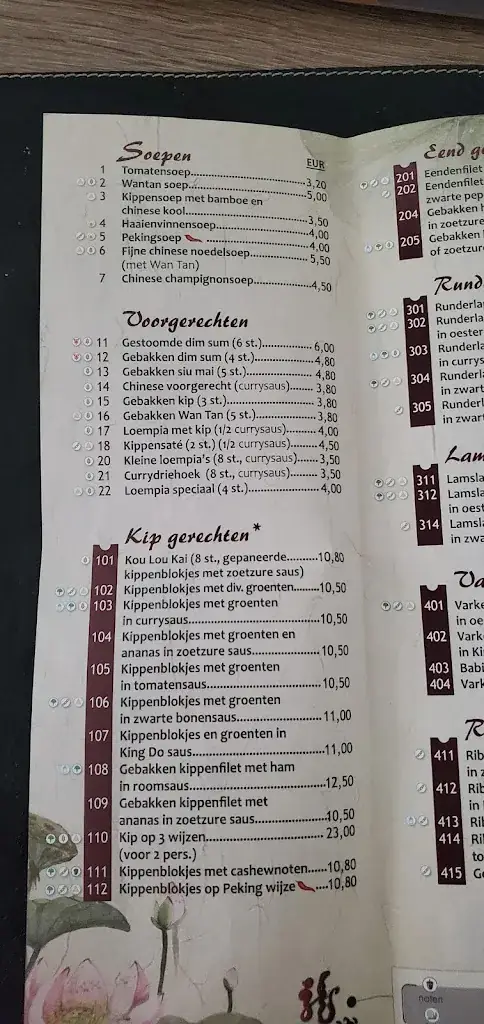 Soepen
EUR
1 Tomatensoep 3,20
2 Wantan soep 5,00
3 Kippensoep met bamboe en
chinese kool 3,50
4 Haaienvinnensoep 4,00
5 Pekingsoep 4,00
6 Fijne chinese noedelsoep 5,50
(met Wan Tan)
7 Chinese champignonsoep 4,50
Voorgerechten
11 Gestoomde dim sum (6 st.) 6,00
12 Gebakken dim sum (4 st.) 4,80
13 Gebakken siu mai (5 st.) 4,80
14 Chinese voorgerecht (currysaus) 3,80
15 Gebakken kip (3 st.) 3,80
16 Gebakken Wan Tan (5 st.) 3,80
17 Loempia met kip (1/2 currysaus) 4,00
18 Kippensaté (2 st.) (1/2 currysaus) 4,50
20 Kleine loempia's (8 st., currysaus) 3,50
21 Currydriehoek (8 st., currysaus) 3,50
22 Loempia speciaal (4 st.) 4,00
Kip gerechten*
101 Kou Lou Kai (8 st., gepaneerde 10,80
kippenblokjes met zoetzure saus)
102 Kippenblokjes met div. groenten 10,50
103 Kippenblokjes met groenten
in currysaus 10,50
104 Kippenblokjes met groenten en
ananas in zoetzure saus 10,50
105 Kippenblokjes met groenten
in tomatensaus 10,50
106 Kippenblokjes met groenten
in zwarte bonensaus 11,00
107 Kippenblokjes en groenten in
King Do saus 11,00
108 Gebakken kippenfilet met ham
in roomsaus 12,50
109 Gebakken kippenfilet met
ananas in zoetzure saus 10,50
110 Kip op 3 wijzen 23,00
(voor 2 pers.)
111 Kippenblokjes met cashewnoten 10,80
112 Kippenblokjes op Peking wijze 10,80
Eend g
201 Eendenfilet
202 Eendenfilet
zwarte pep
204 Gebakken
in zoetzure
205 Gebakken
of zoetzur
Rund
301 Runderla
302 Runderla
in oester
303 Runderla
in currys
304 Runderla
in zwart
305 Runderl
in zwart
Lam
311 Lamsla
312 Lamsla
in oest
314 Lamsla
in zwa
Va
401 Varke
in oe
402 Varke
in Ki
403 Babi
404 Vark
R
411 Rib
in z
412 Rib
in
413 Rib
414 Rib
to
415 Ge
noten